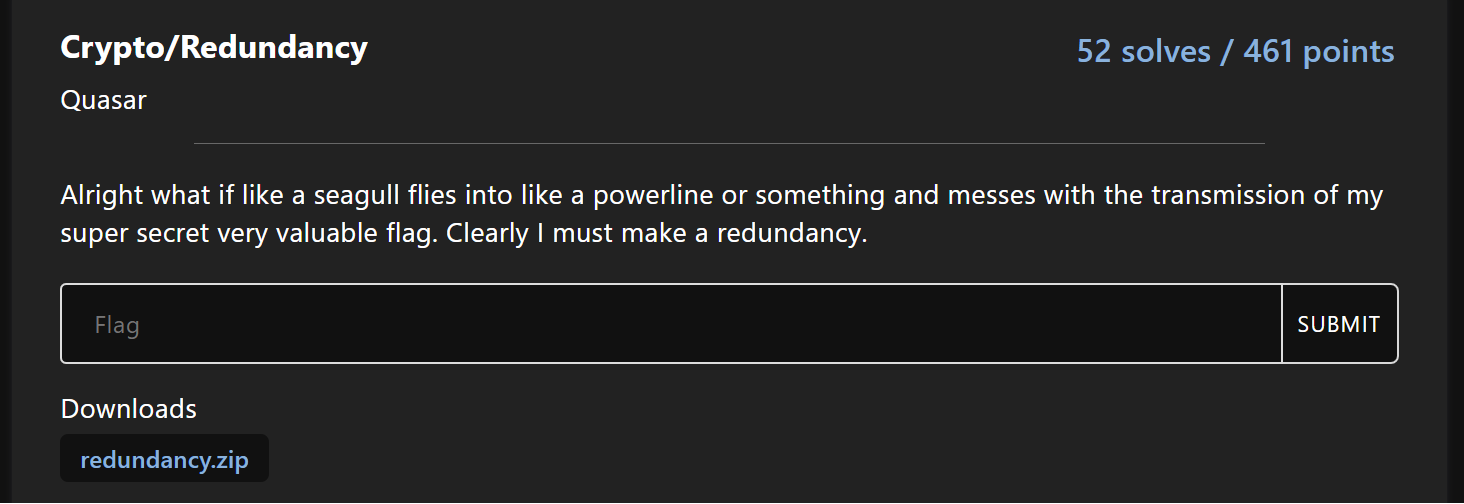 Crypto/Redundancy
52 solves / 461 points
Quasar
Alright what if like a seagull flies into like a powerline or something and messes with the transmission of my
super secret very valuable flag. Clearly I must make a redundancy.
Flag
SUBMIT
Downloads
redundancy.zip